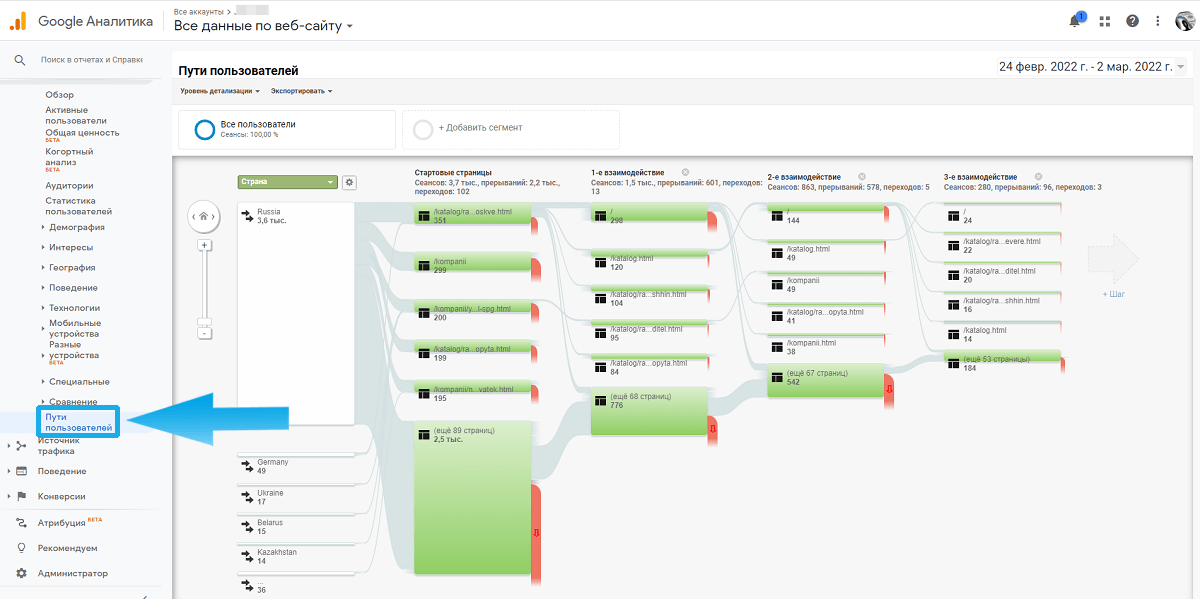 Google Аналитика
Все аккаунты >
Все данные по веб-сайту
1
Поиск в отчетах и Справке
Обзор
Активные
пользователи
Общая ценность
БЕТА
Когортный
анализ
БЕТА
Аудитории
Статистика
пользователей
Демография
Интересы
География
Поведение
Технологии
Мобильные
устройства
Разные
устройства
БЕТА
Специальные
Сравнение
Пути
пользователей
Источник
трафика
Поведение
Конверсии
Атрибуция БЕТА
Рекомендуем
Администратор
Пути пользователей
24 февр. 2022 г. - 2 мар. 2022 г.
Уровень детализации
Экспортировать
Все пользователи
Сеансы: 100,00 %
+ Добавить сегмент
Страна
Russia
3,6 тыс.
Germany
49
Ukraine
17
Belarus
15
Kazakhstan
14
...
36
Стартовые страницы
Сеансов: 3,7 тыс., прерываний: 2,2 тыс.,
переходов: 102
/katalog/ra...oskve.html
351
/kompanii
299
/kompanii/y...l-spg.html
200
/katalog/ra...opyta.html
199
/kompanii/n...vatek.html
195
(ещё 89 страниц)
2,5 тыс.
1-е взаимодействие
Сеансов: 1,5 тыс., прерываний: 601, переходов:
13
/
298
/katalog.html
120
/katalog/ra...shhin.html
104
/katalog/ra...ditel.html
95
/katalog/ra...opyta.html
84
(ещё 68 страниц)
776
2-е взаимодействие
Сеансов: 863, прерываний: 578, переходов: 5
/
144
/katalog.html
49
/kompanii
49
/katalog/ra...opyta.html
41
/kompanii.html
38
(ещё 67 страниц)
542
3-е взаимодействие
Сеансов: 280, прерываний: 96, переходов: 3
/
24
/katalog/ra...evere.html
22
/katalog/ra...ditel.html
20
/katalog/ra...shhin.html
16
/katalog.html
14
(ещё 53 страницы)
184
+ Шаг